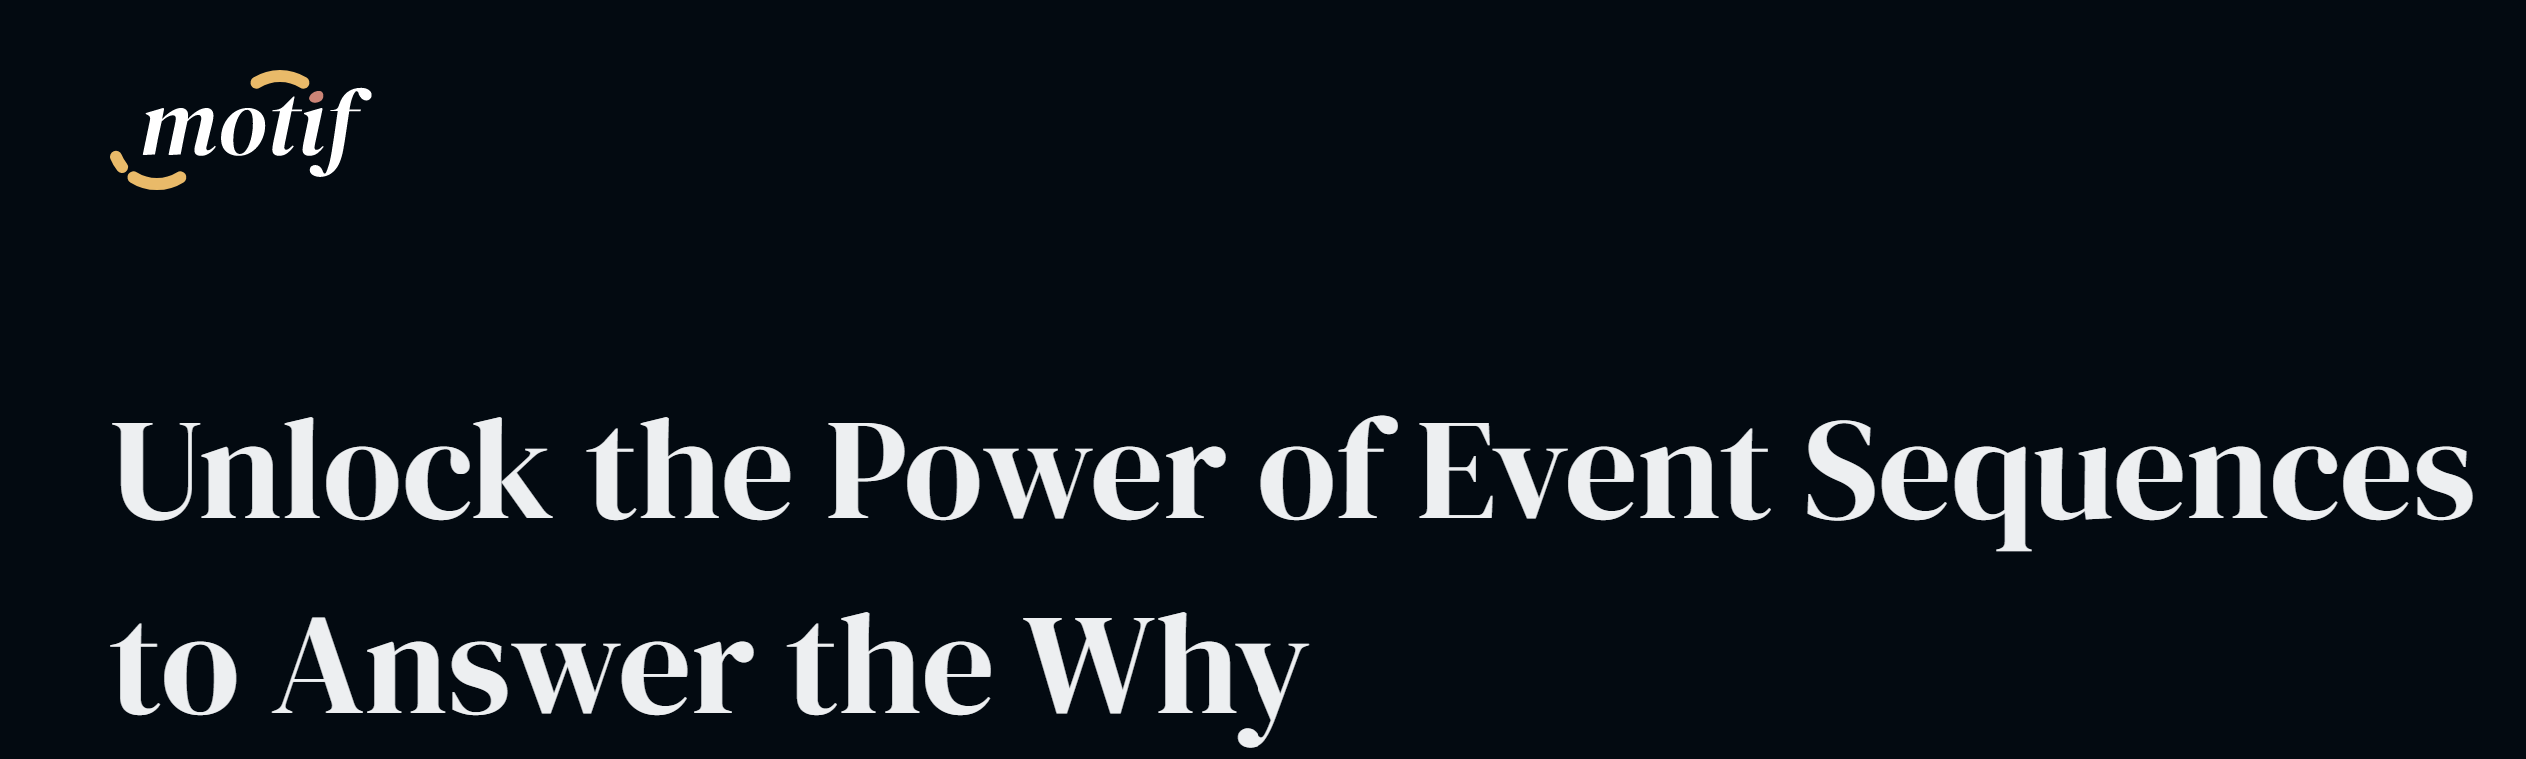 motif
Unlock the Power of Event Sequences
to Answer the Why